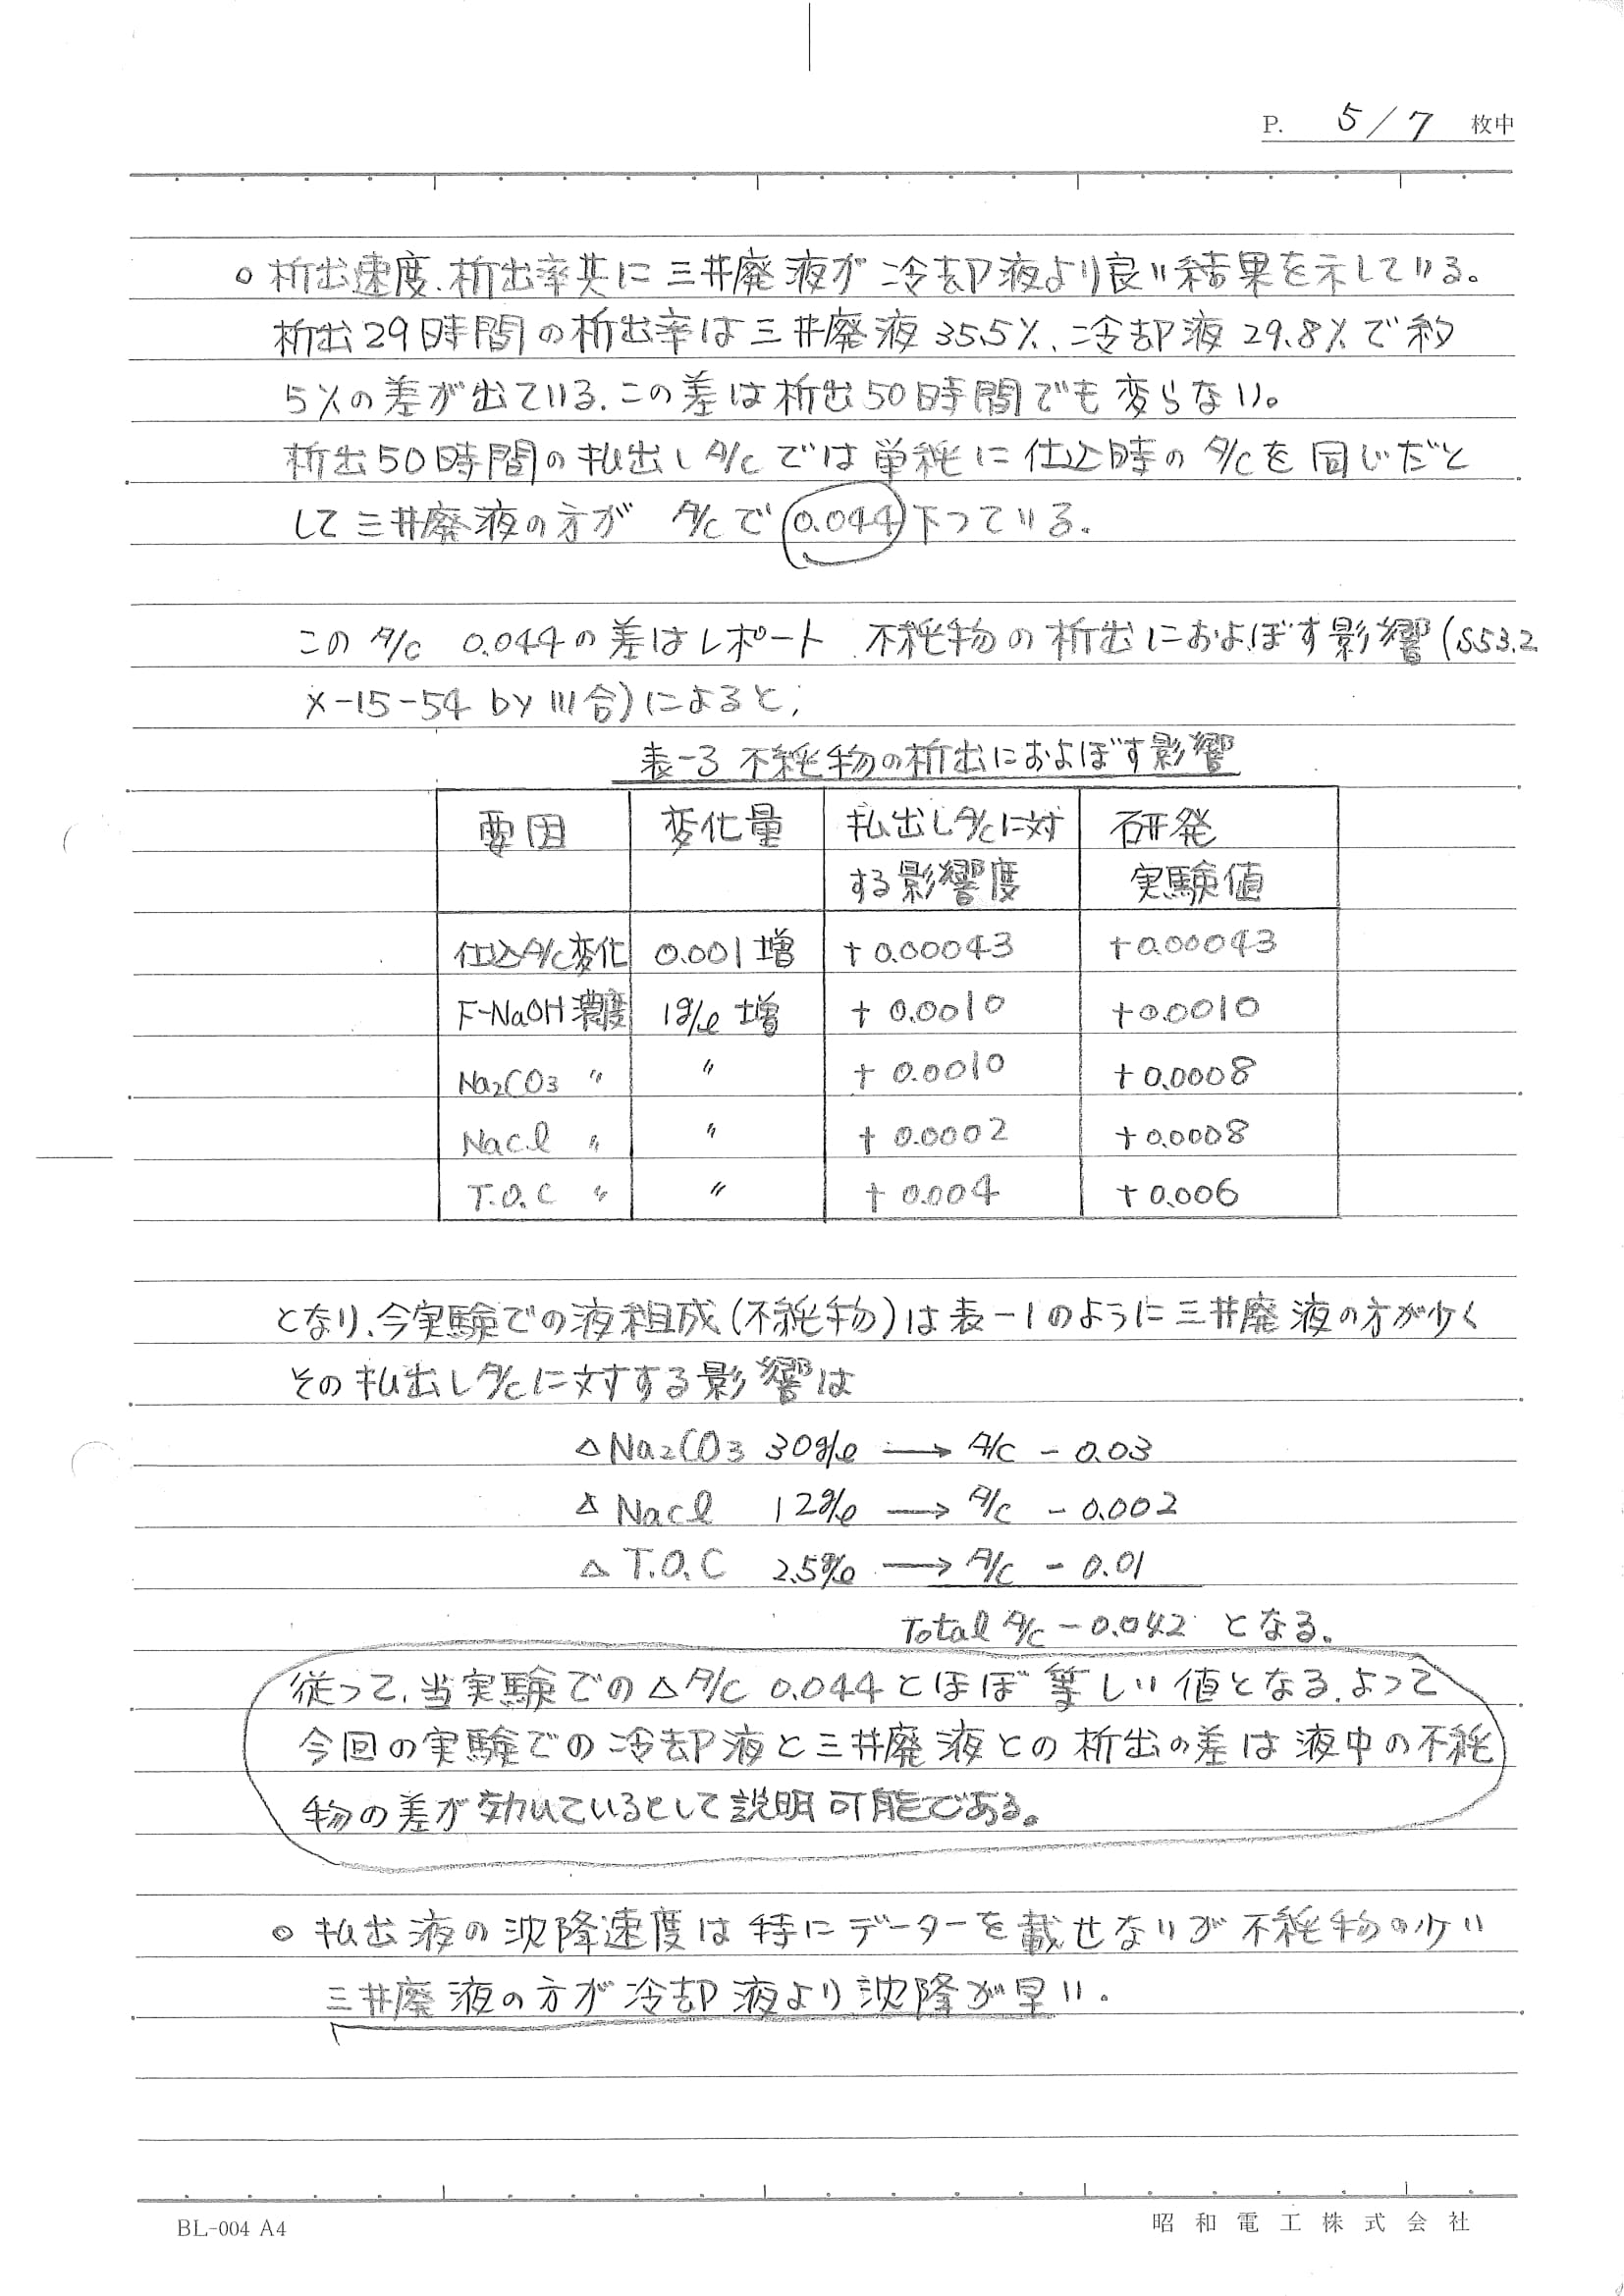 P. 5/7 枚中
○ 析出速度、析出率共に三井廃液が冷却液より良い結果を示している。
析出29時間の析出率は三井廃液35.5%、冷却液29.8%で約
5%の差が出ている、この差は析出50時間でも変らない。
析出50時間の払出しA/Cでは単純に仕込時のA/Cを同じだと
して三井廃液の方が A/Cで 0.044 下っている。
このA/C 0.044の差はレポート 不純物の析出におよぼす影響(S53.2
X-15-54 by 川合)によると、
表-3 不純物の析出におよぼす影響
要因 変化量 払出しA/Cに対 研発
する影響度 実験値
仕込A/C変化 0.001増 +0.00043 +0.00043
F-NaOH濃度 1g/l 増 +0.0010 +0.0010
Na2CO3 〃 〃 +0.0010 +0.0008
NaCl 〃 〃 +0.0002 +0.0008
T.O.C 〃 〃 +0.004 +0.006
となり、今実験での液組成(不純物)は表-1のように三井廃液の方が少く
その払出しA/Cに対する影響は
△Na2CO3 30g/l → A/C -0.03
△ NaCl 12g/l → A/C -0.002
△ T.O.C 2.5g/l → A/C -0.01
Total A/C -0.042 となる。
従って、当実験での△A/C 0.044とほぼ等しい値となる、よって
今回の実験での冷却液と三井廃液との析出の差は液中の不純
物の差が効いているとして説明可能である。
○ 払出液の沈降速度は特にデーターを載せないが不純物の少い
三井廃液の方が冷却液より沈降が早い。
BL-004 A4
昭和電工株式会社